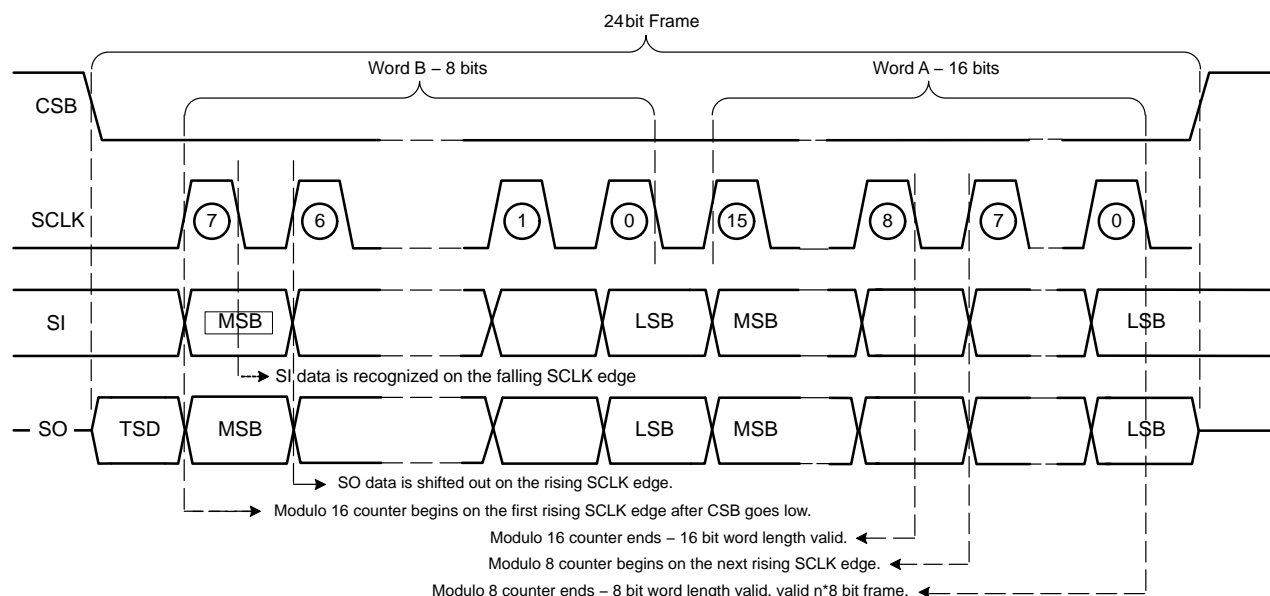 24bit Frame
Word B – 8 bits
Word A – 16 bits
CSB
SCLK
7
6
1
0
15
8
7
0
SI
MSB
LSB
MSB
LSB
SI data is recognized on the falling SCLK edge
SO
TSD
MSB
LSB
MSB
LSB
SO data is shifted out on the rising SCLK edge.
Modulo 16 counter begins on the first rising SCLK edge after CSB goes low.
Modulo 16 counter ends – 16 bit word length valid.
Modulo 8 counter begins on the next rising SCLK edge.
Modulo 8 counter ends – 8 bit word length valid, valid n*8 bit frame.